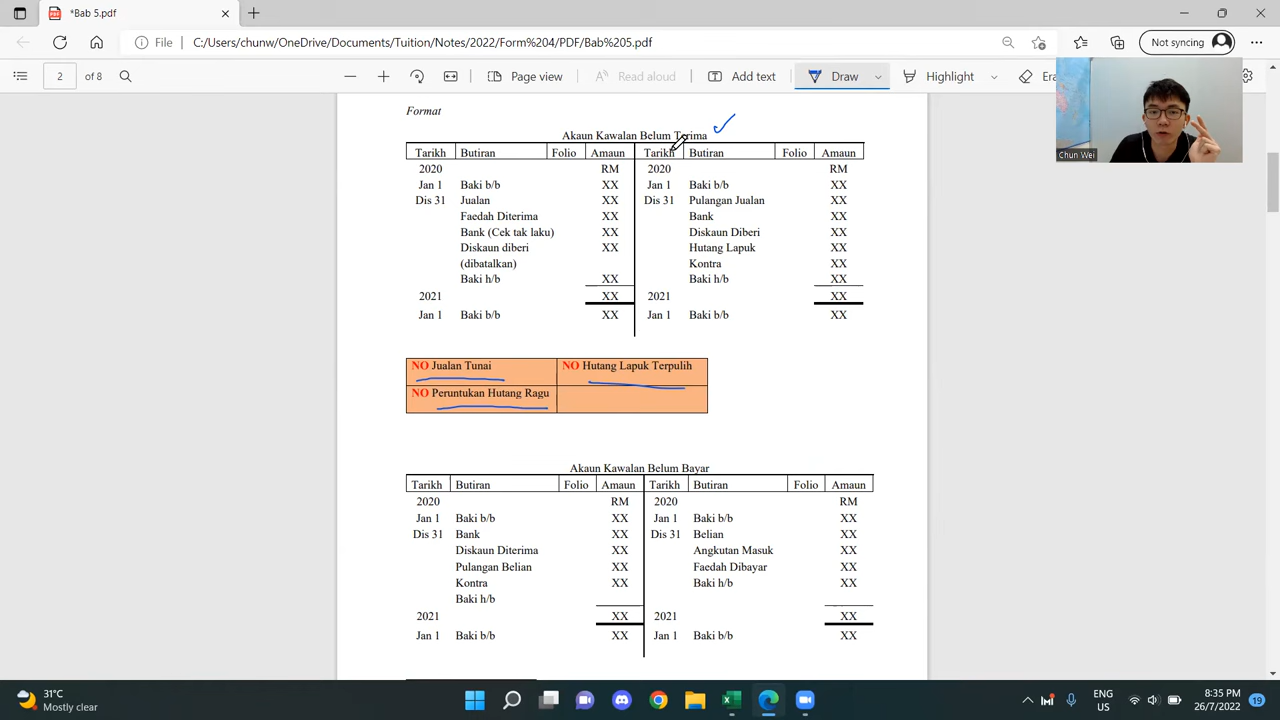 *Bab 5.pdf
File C:/Users/chunw/OneDrive/Documents/Tuition/Notes/2022/Form%204/PDF/Bab%205.pdf
Not syncing
2 of 8
Page view
Read aloud
Add text
Draw
Highlight
Chun Wei
Format
Akaun Kawalan Belum Terima
Tarikh Butiran Folio Amaun Tarikh Butiran Folio Amaun
2020 RM 2020 RM
Jan 1 Baki b/b XX Jan 1 Baki b/b XX
Dis 31 Jualan XX Dis 31 Pulangan Jualan XX
Faedah Diterima XX Bank XX
Bank (Cek tak laku) XX Diskaun Diberi XX
Diskaun diberi XX Hutang Lapuk XX
(dibatalkan) Kontra XX
Baki h/b XX Baki h/b XX
2021 XX 2021 XX
Jan 1 Baki b/b XX Jan 1 Baki b/b XX
NO Jualan Tunai NO Hutang Lapuk Terpulih
NO Peruntukan Hutang Ragu
Akaun Kawalan Belum Bayar
Tarikh Butiran Folio Amaun Tarikh Butiran Folio Amaun
2020 RM 2020 RM
Jan 1 Baki b/b XX Jan 1 Baki b/b XX
Dis 31 Bank XX Dis 31 Belian XX
Diskaun Diterima XX Angkutan Masuk XX
Pulangan Belian XX Faedah Dibayar XX
Kontra XX Baki h/b XX
Baki h/b
2021 XX 2021 XX
Jan 1 Baki b/b XX Jan 1 Baki b/b XX
31°C
Mostly clear
ENG
US
8:35 PM
26/7/2022
19